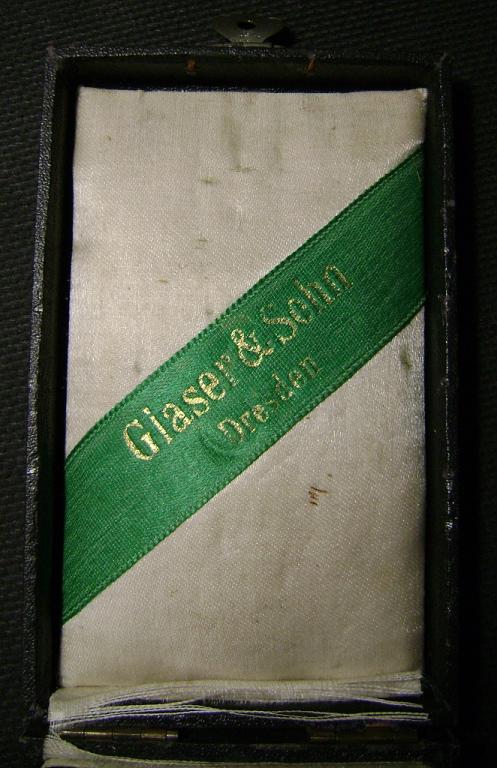 Glaser & Sohn
Dresden